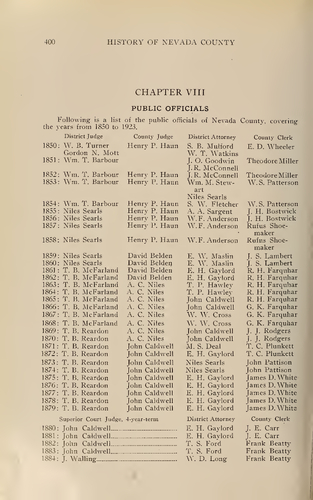 400 HISTORY OF NEVADA COUNTY
CHAPTER VIII
PUBLIC OFFICIALS
Following is a list of the public officials of Nevada County, covering
the years from 1850 to 1923.
District Judge County Judge District Attorney County Clerk
1850: W. B. Turner Henry P. Haun S. B. Mulford E. D. Wheeler
Gordon N. Mott W. T. Watkins
1851: Wm. T. Barbour J. O. Goodwin Theodore Miller
J. R. McConnell
1852: Wm. T. Barbour Henry P. Haun J. R. McConnell Theodore Miller
1853: Wm. T. Barbour Henry P. Haun Wm. M. Stew- W. S. Patterson
art
Niles Searls
1854: Wm. T. Barbour Henry P. Haun S. W. Fletcher W. S. Patterson
1855: Niles Searls Henry P. Haun A. A. Sargent J. H. Bostwick
1856: Niles Searls Henry P. Haun W. F. Anderson J. H. Bostwick
1857: Niles Searls Henry P. Haun W. F. Anderson Rufus Shoe-
maker
1858: Niles Searls Henry P. Haun W. F. Anderson Rufus Shoe-
maker
1859: Niles Searls David Belden E. W. Maslin J. S. Lambert
1860: Niles Searls David Belden E. W. Maslin J. S. Lambert
1861: T. B. McFarland David Belden E. H. Gaylord R. H. Farquhar
1862: T. B. McFarland David Belden E. H. Gaylord R. H. Farquhar
1863: T. B. McFarland A. C. Niles T. P. Hawley R. H. Farquhar
1864: T. B. McFarland A. C. Niles T. P. Hawley R. H. Farquhar
1865: T. B. McFarland A. C. Niles John Caldwell R. H. Farquhar
1866: T. B. McFarland A. C. Niles John Caldwell G. K. Farquhar
1867: T. B. McFarland A. C. Niles W. W. Cross G. K. Farquhar
1868: T. B. McFarland A. C. Niles W. W. Cross G. K. Farquhar
1869: T. B. Reardon A. C. Niles John Caldwell J. J. Rodgers
1870: T. B. Reardon A. C. Niles John Caldwell J. J. Rodgers
1871: T. B. Reardon John Caldwell M. S. Deal T. C. Plunkett
1872: T. B. Reardon John Caldwell E. H. Gaylord T. C. Plunkett
1873: T. B. Reardon John Caldwell Niles Searls John Pattison
1874: T. B. Reardon John Caldwell Niles Searls John Pattison
1875: T. B. Reardon John Caldwell E. H. Gaylord James D. White
1876: T. B. Reardon John Caldwell E. H. Gaylord James D. White
1877: T. B. Reardon John Caldwell E. H. Gaylord James D. White
1878: T. B. Reardon John Caldwell E. H. Gaylord James D. White
1879: T. B. Reardon John Caldwell E. H. Gaylord James D. White
Superior Court Judge, 4-year-term District Attorney County Clerk
1880: John Caldwell E. H. Gaylord J. E. Carr
1881: John Caldwell E. H. Gaylord J. E. Carr
1882: John Caldwell T. S. Ford Frank Beatty
1883: John Caldwell T. S. Ford Frank Beatty
1884: J. Walling W. D. Long Frank Beatty